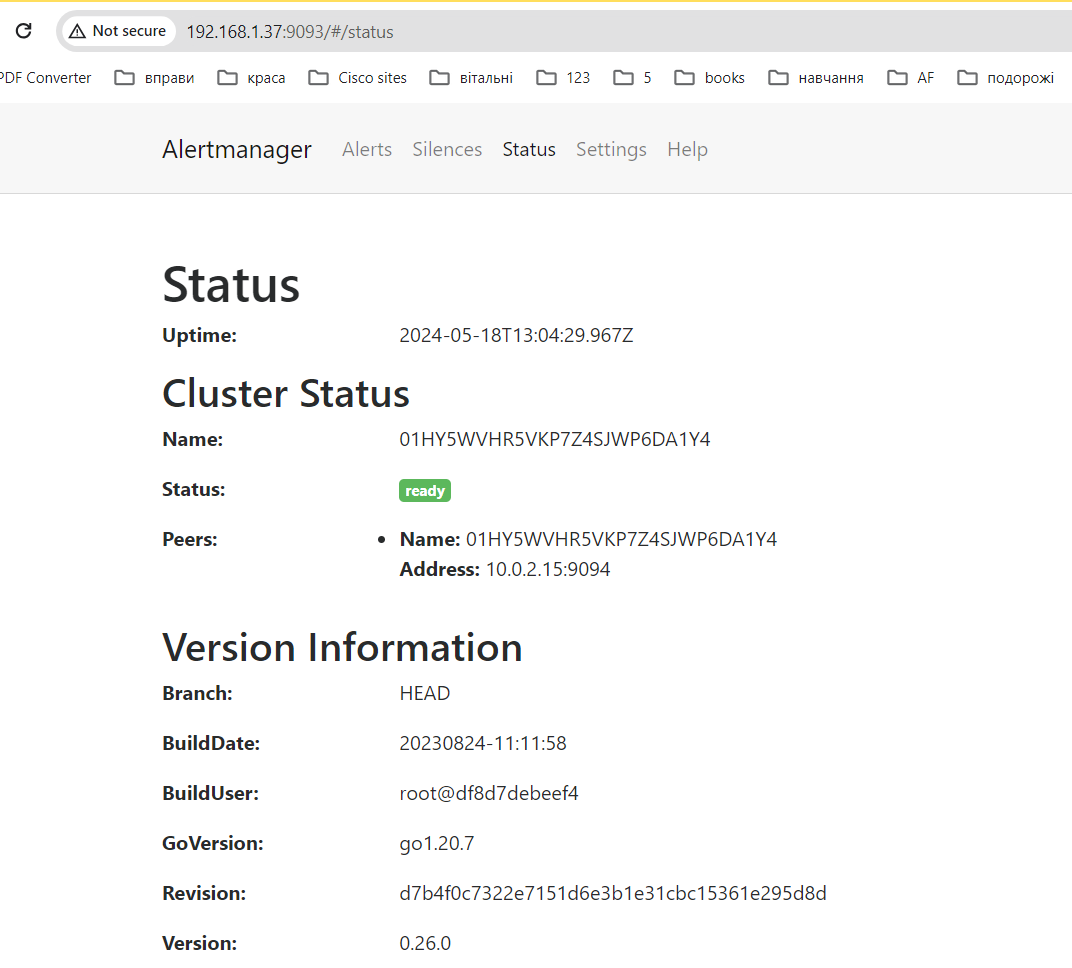 Not secure 192.168.1.37:9093/#/status
PDF Converter вправи краса Cisco sites вітальні 123 5 books навчання AF подорожі
Alertmanager Alerts Silences Status Settings Help
Status
Uptime: 2024-05-18T13:04:29.967Z
Cluster Status
Name: 01HY5WVHR5VKP7Z4SJWP6DA1Y4
Status: ready
Peers: • Name: 01HY5WVHR5VKP7Z4SJWP6DA1Y4
Address: 10.0.2.15:9094
Version Information
Branch: HEAD
BuildDate: 20230824-11:11:58
BuildUser: root@df8d7debeef4
GoVersion: go1.20.7
Revision: d7b4f0c7322e7151d6e3b1e31cbc15361e295d8d
Version: 0.26.0